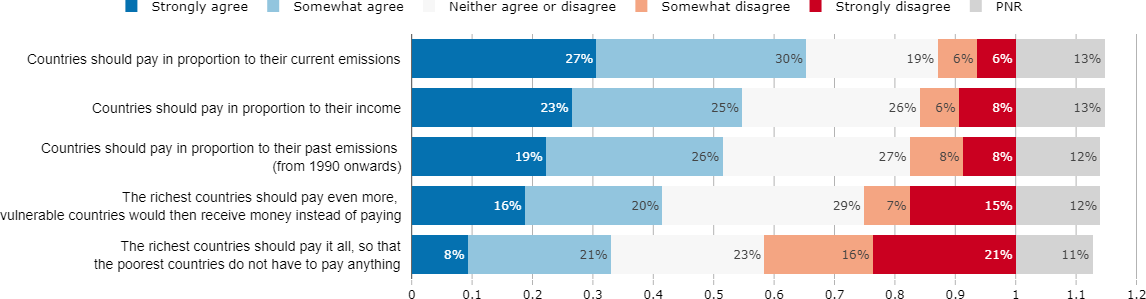 Strongly agree Somewhat agree Neither agree or disagree Somewhat disagree Strongly disagree PNR
Countries should pay in proportion to their current emissions 27% 30% 19% 6% 6% 13%
Countries should pay in proportion to their income 23% 25% 26% 6% 8% 13%
Countries should pay in proportion to their past emissions
(from 1990 onwards) 19% 26% 27% 8% 8% 12%
The richest countries should pay even more,
vulnerable countries would then receive money instead of paying 16% 20% 29% 7% 15% 12%
The richest countries should pay it all, so that
the poorest countries do not have to pay anything 8% 21% 23% 16% 21% 11%
0 0.1 0.2 0.3 0.4 0.5 0.6 0.7 0.8 0.9 1 1.1 1.2